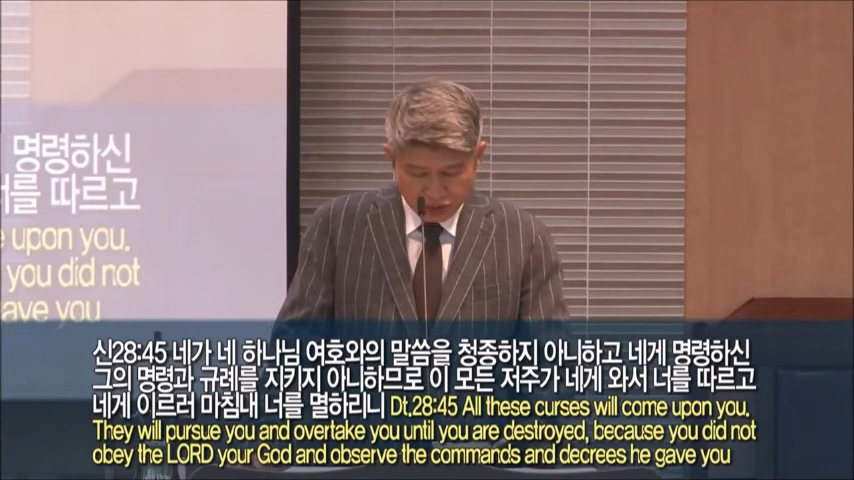 명령하신
너를 따르고
upon you.
you did not
gave you
신28:45 네가 네 하나님 여호와의 말씀을 청종하지 아니하고 네게 명령하신
그의 명령과 규례를 지키지 아니하므로 이 모든 저주가 네게 와서 너를 따르고
네게 이르러 마침내 너를 멸하리니 Dt.28:45 All these curses will come upon you.
They will pursue you and overtake you until you are destroyed, because you did not
obey the LORD your God and observe the commands and decrees he gave you